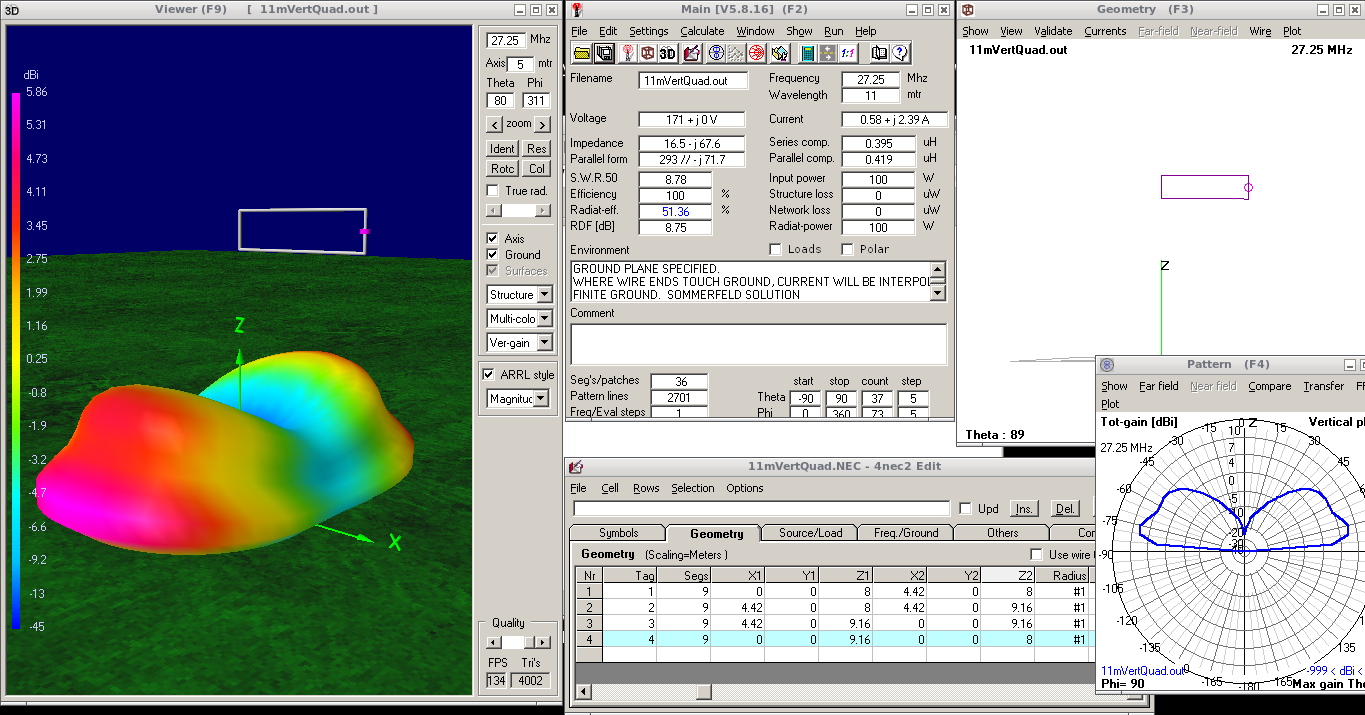 3D Viewer (F9) [ 11mVertQuad.out ]
dBi
5.86
5.31
4.73
4.11
3.45
2.75
1.99
1.16
0.25
-0.8
-1.9
-3.2
-4.7
-6.6
-9.2
-13
-45
Z
X
27.25 Mhz
Axis 5 mtr
Theta Phi
80 311
< zoom >
Ident Res
Rotc Col
True rad.
Axis
Ground
Surfaces
Structure
Multi-colo
Ver-gain
ARRL style
Magnituc
Quality
FPS Tri's
134 4002
Main [V5.8.16] (F2)
File Edit Settings Calculate Window Show Run Help
3D 1:1
Filename 11mVertQuad.out Frequency 27.25 Mhz
Wavelength 11 mtr
Voltage 171 + j 0 V Current 0.58 + j 2.39 A
Impedance 16.5 - j 67.6 Series comp. 0.395 uH
Parallel form 293 // - j 71.7 Parallel comp. 0.419 uH
S.W.R.50 8.78 Input power 100 W
Efficiency 100 % Structure loss 0 uW
Radiat-eff. 51.36 % Network loss 0 uW
RDF [dB] 8.75 Radiat-power 100 W
Environment Loads Polar
GROUND PLANE SPECIFIED.
WHERE WIRE ENDS TOUCH GROUND, CURRENT WILL BE INTERPOL
FINITE GROUND. SOMMERFELD SOLUTION
Comment
Seg's/patches 36
Pattern lines 2701
Freq/Eval steps 1
start stop count step
Theta -90 90 37 5
Phi 0 360 73 5
Geometry (F3)
Show View Validate Currents Far-field Near-field Wire Plot
11mVertQuad.out 27.25 MHz
Z
Theta : 89
11mVertQuad.NEC - 4nec2 Edit
File Cell Rows Selection Options
Upd Ins. Del.
Symbols Geometry Source/Load Freq./Ground Others Co
Geometry (Scaling=Meters ) Use wire t
Nr Tag Segs X1 Y1 Z1 X2 Y2 Z2 Radius
1 1 9 0 0 8 4.42 0 8 #1
2 2 9 4.42 0 8 4.42 0 9.16 #1
3 3 9 4.42 0 9.16 0 0 9.16 #1
4 4 9 0 0 9.16 0 0 8 #1
Pattern (F4)
Show Far field Near field Compare Transfer FF
Plot
Tot-gain [dBi] Vertical pl
27.25 MHz
0 Z
-15 15
-30 30
-45 45
-60 60
-75 75
-90
-105
-120
-135 135
-165 165
-180
10
7
4
0
-5
-10
-20
-30
11mVertQuad.out -999 < dBi <
Phi= 90 Max gain The